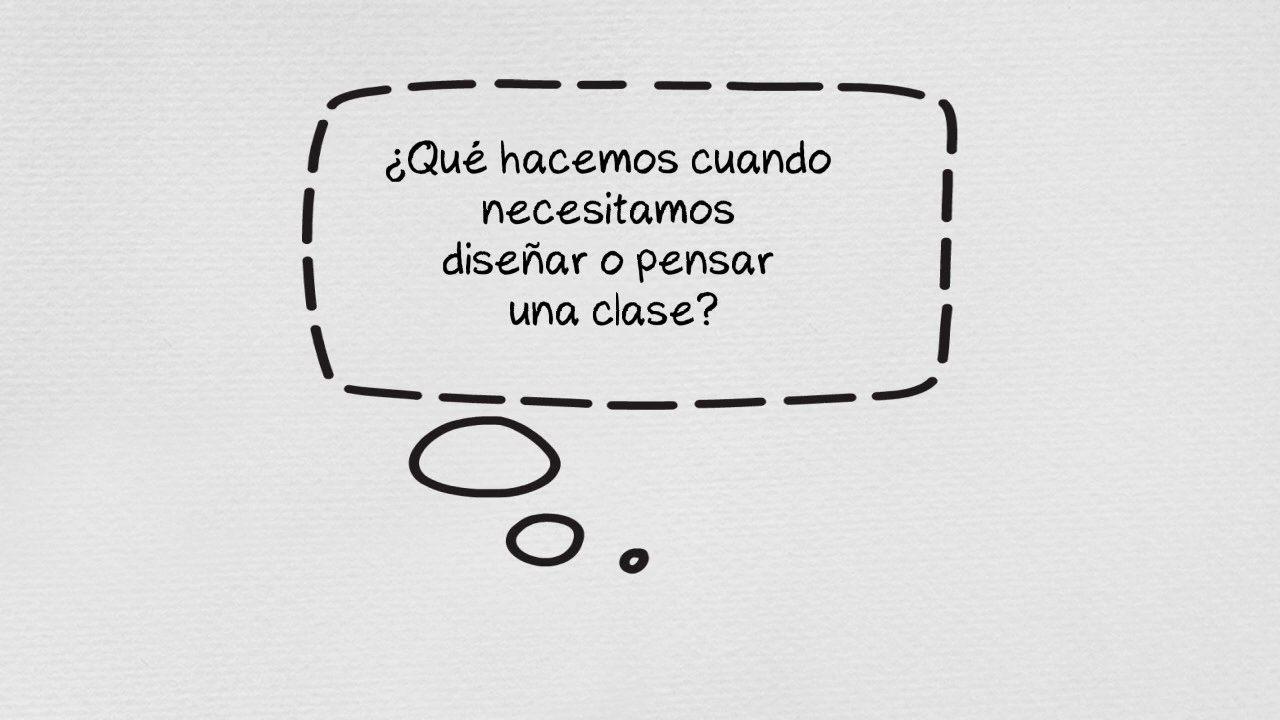 ¿Qué hacemos cuando
necesitamos
diseñar o pensar
una clase?